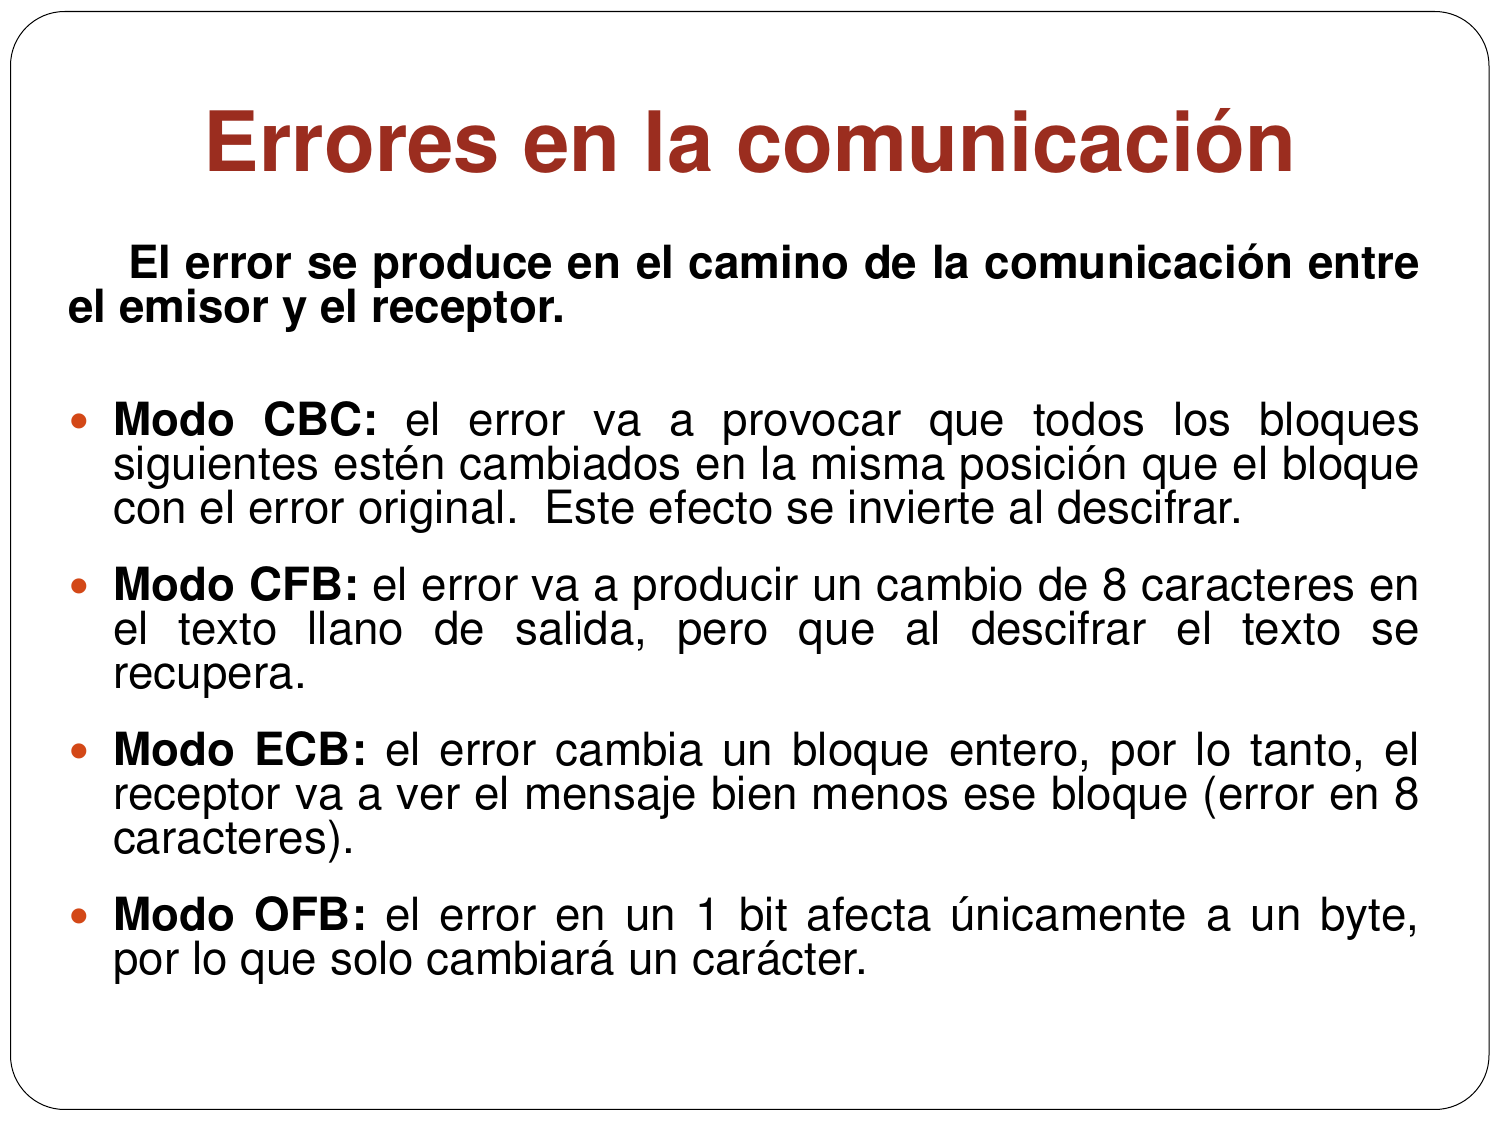 Errores en la comunicación
El error se produce en el camino de la comunicación entre
el emisor y el receptor.
• Modo CBC: el error va a provocar que todos los bloques
siguientes estén cambiados en la misma posición que el bloque
con el error original. Este efecto se invierte al descifrar.
• Modo CFB: el error va a producir un cambio de 8 caracteres en
el texto llano de salida, pero que al descifrar el texto se
recupera.
• Modo ECB: el error cambia un bloque entero, por lo tanto, el
receptor va a ver el mensaje bien menos ese bloque (error en 8
caracteres).
• Modo OFB: el error en un 1 bit afecta únicamente a un byte,
por lo que solo cambiará un carácter.